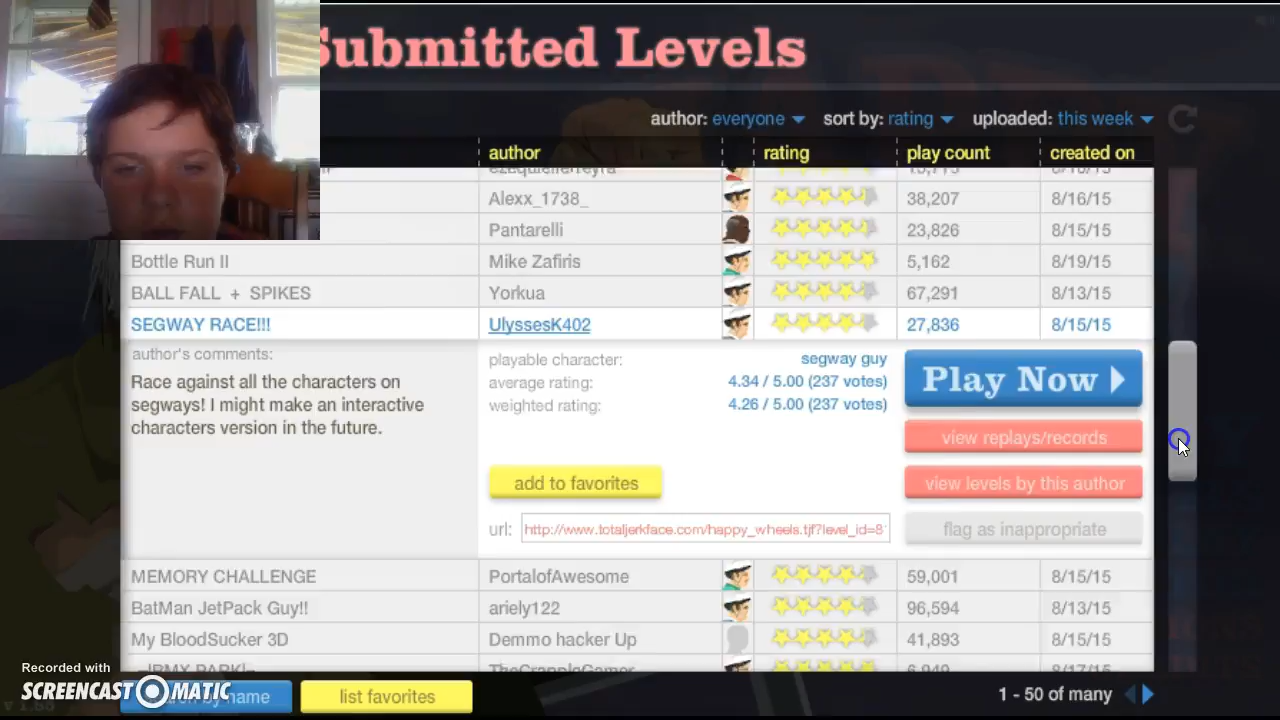 Submitted Levels
author: everyone sort by: rating uploaded: this week
author rating play count created on
Alexx_1738_ 38,207 8/16/15
Pantarelli 23,826 8/15/15
Bottle Run II Mike Zafiris 5,162 8/19/15
BALL FALL + SPIKES Yorkua 67,291 8/13/15
SEGWAY RACE!!! UlyssesK402 27,836 8/15/15
author's comments:
Race against all the characters on
segways! I might make an interactive
characters version in the future.
playable character: segway guy
average rating: 4.34 / 5.00 (237 votes)
weighted rating: 4.26 / 5.00 (237 votes)
add to favorites
url: http://www.totaljerkface.com/happy_wheels.tjf?level_id=8
Play Now
view replays/records
view levels by this author
flag as inappropriate
MEMORY CHALLENGE PortalofAwesome 59,001 8/15/15
BatMan JetPack Guy!! ariely122 96,594 8/13/15
My BloodSucker 3D Demmo hacker Up 41,893 8/15/15
TheCrappleGamer 6,949 8/17/15
Recorded with
SCREENCAST MATIC
by name list favorites 1 - 50 of many